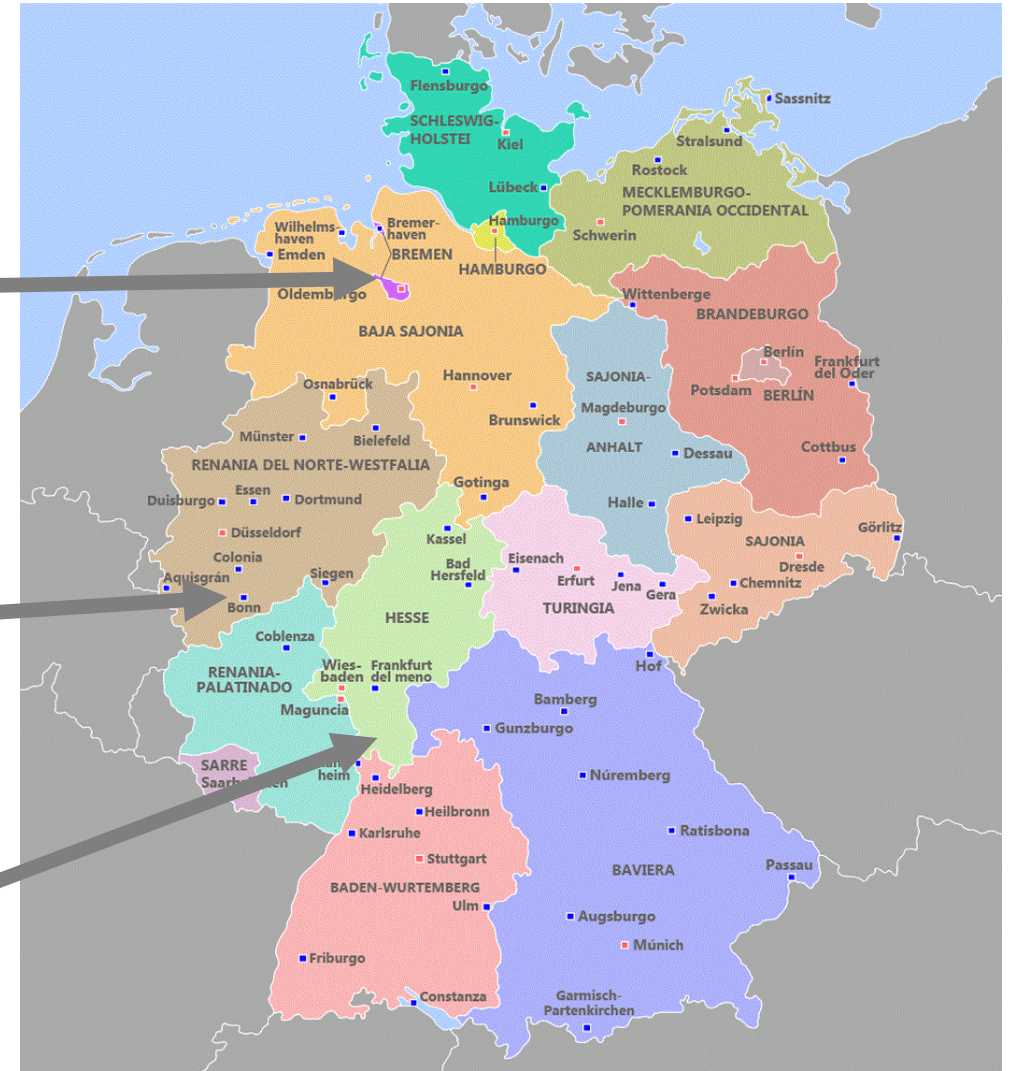 Flensburgo
SCHLESWIG-
HOLSTEI
Kiel
Lübeck
Sassnitz
Stralsund
Rostock
MECKLEMBURGO-
POMERANIA OCCIDENTAL
Schwerin
Hamburgo
HAMBURGO
Wilhelms-
haven
Bremer-
haven
Emden
BREMEN
Oldemburgo
BAJA SAJONIA
Wittenberge
BRANDEBURGO
Berlín
Frankfurt
del Oder
Potsdam
BERLÍN
Cottbus
Osnabrück
Hannover
Brunswick
SAJONIA-
Magdeburgo
ANHALT
Dessau
Halle
Münster
Bielefeld
RENANIA DEL NORTE-WESTFALIA
Gotinga
Duisburgo
Essen
Dortmund
Düsseldorf
Colonia
Aquisgrán
Siegen
Bonn
Kassel
Bad
Hersfeld
HESSE
Eisenach
Erfurt
Jena
Gera
TURINGIA
Leipzig
Görlitz
SAJONIA
Dresde
Chemnitz
Zwicka
Hof
Coblenza
RENANIA-
PALATINADO
Wies-
baden
Frankfurt
del meno
Maguncia
SARRE
heim
Heidelberg
Heilbronn
Karlsruhe
Stuttgart
BADEN-WURTEMBERG
Ulm
Friburgo
Constanza
Bamberg
Gunzburgo
Núremberg
Ratisbona
BAVIERA
Passau
Augsburgo
Múnich
Garmisch-
Partenkirchen